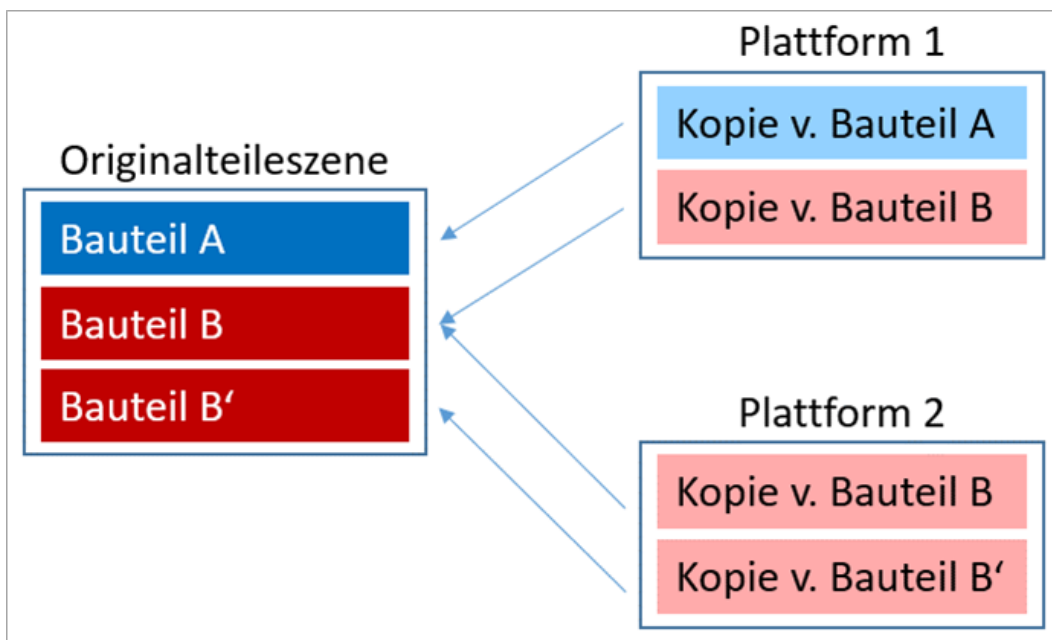 Originalteileszene
Bauteil A
Bauteil B
Bauteil B‘
Plattform 1
Kopie v. Bauteil A
Kopie v. Bauteil B
Plattform 2
Kopie v. Bauteil B
Kopie v. Bauteil B‘